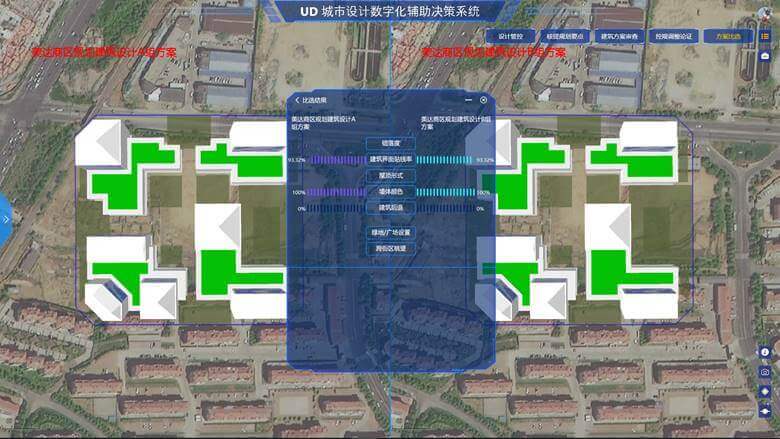 UD 城市设计数字化辅助决策系统
设计管控
核提规划要点
建筑方案审查
控规调整论证
方案比选
美达商区规划建筑设计A组方案
美达商区规划建筑设计B组方案
比选结果
美达商区规划建筑设计A
组方案
美达商区规划建筑设计B
组方案
错落度
93.32% 建筑界面贴线率 93.32%
屋顶形式
100% 墙体颜色 100%
0% 建筑后退 0%
绿地/广场设置
跨街区眺望